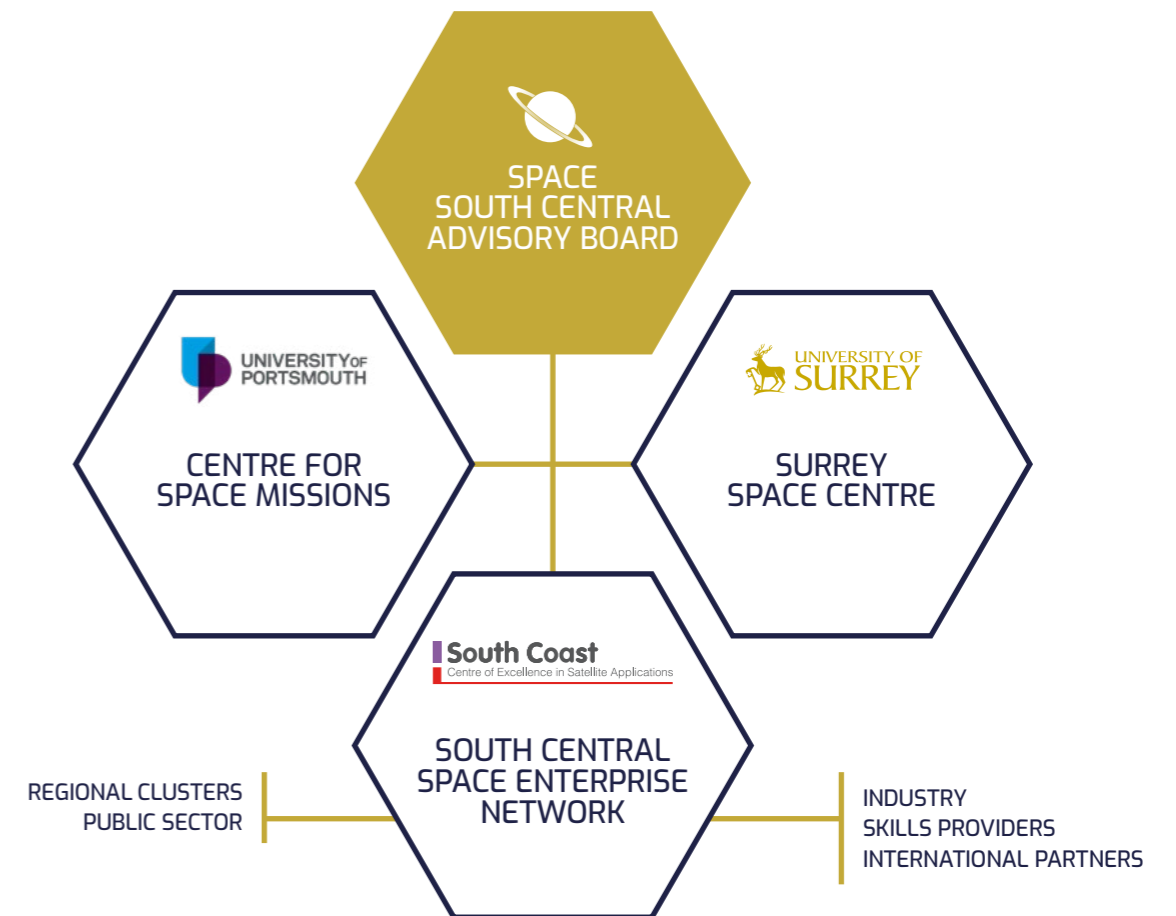 SPACE
SOUTH CENTRAL
ADVISORY BOARD
UNIVERSITY OF
PORTSMOUTH
CENTRE FOR
SPACE MISSIONS
UNIVERSITY OF
SURREY
SURREY
SPACE CENTRE
South Coast
Centre of Excellence in Satellite Applications
SOUTH CENTRAL
SPACE ENTERPRISE
NETWORK
REGIONAL CLUSTERS
PUBLIC SECTOR
INDUSTRY
SKILLS PROVIDERS
INTERNATIONAL PARTNERS